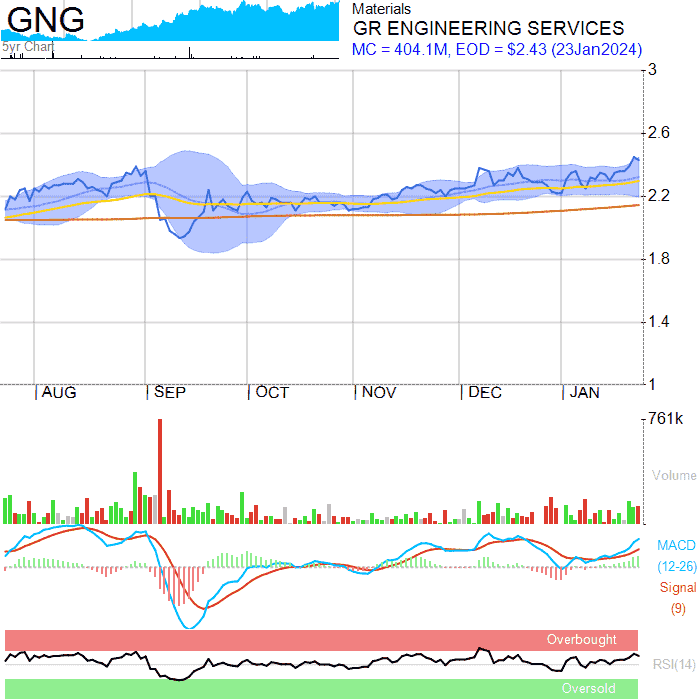 GNG
5yr Chart
Materials
GR ENGINEERING SERVICES
MC = 404.1M, EOD = $2.43 (23Jan2024)
3
2.6
2.2
1.8
1.4
1
AUG SEP OCT NOV DEC JAN
761k
Volume
MACD
(12-26)
Signal
(9)
Overbought
RSI(14)
Oversold